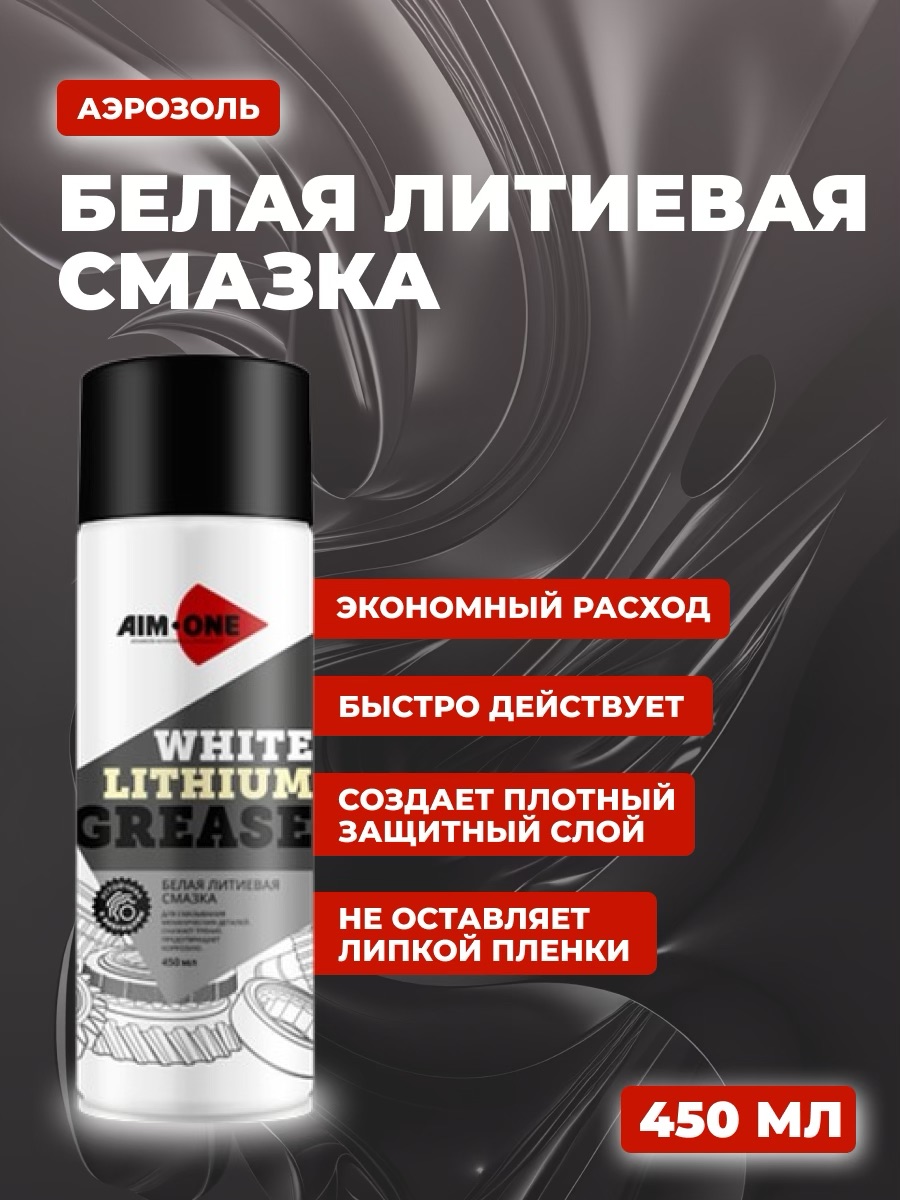 АЭРОЗОЛЬ
БЕЛАЯ ЛИТИЕВАЯ
СМАЗКА
AIM-ONE
WHITE
LITHIUM
GREASE
БЕЛАЯ ЛИТИЕВАЯ
СМАЗКА
450 мл
ЭКОНОМНЫЙ РАСХОД
БЫСТРО ДЕЙСТВУЕТ
СОЗДАЕТ ПЛОТНЫЙ
ЗАЩИТНЫЙ СЛОЙ
НЕ ОСТАВЛЯЕТ
ЛИПКОЙ ПЛЕНКИ
450 МЛ